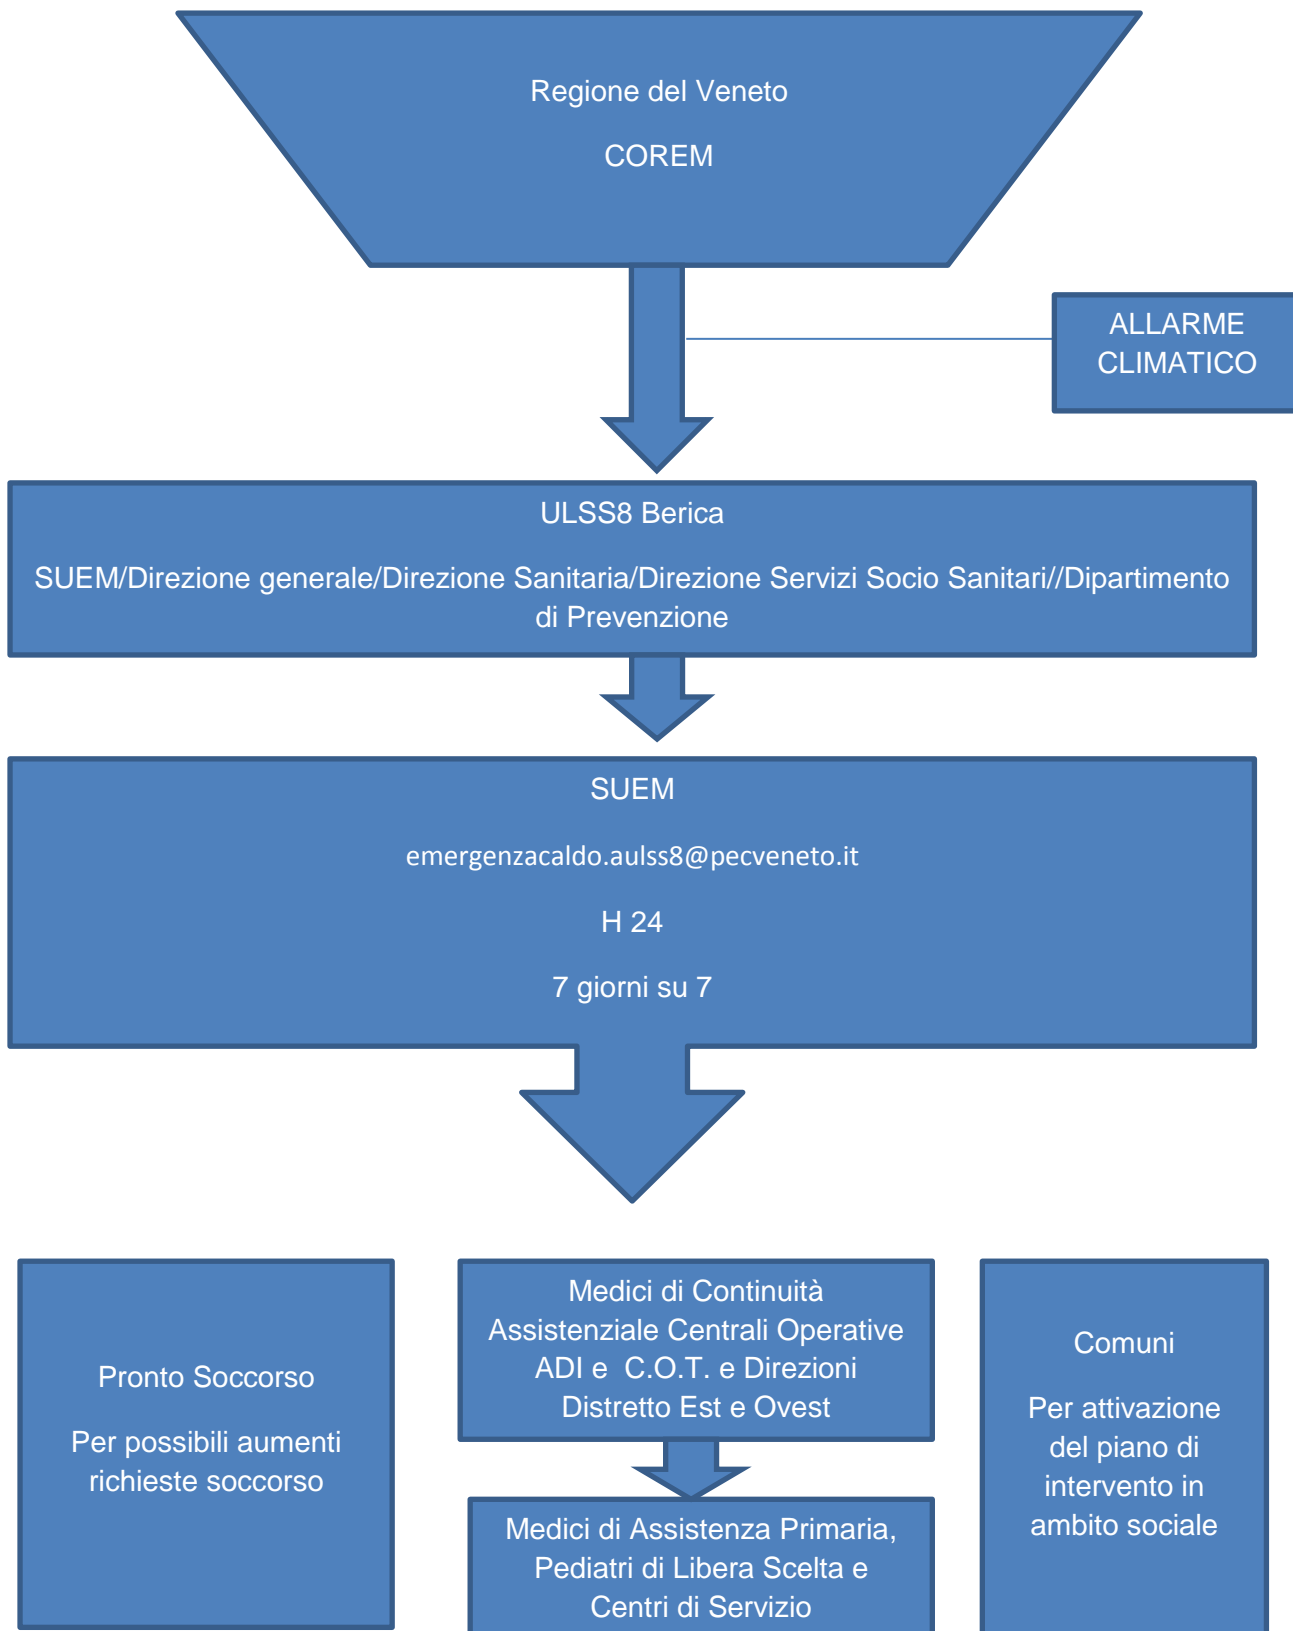 Regione del Veneto
COREM
ALLARME
CLIMATICO
ULSS8 Berica
SUEM/Direzione generale/Direzione Sanitaria/Direzione Servizi Socio Sanitari//Dipartimento
di Prevenzione
SUEM
emergenzacaldo.aulss8@pecveneto.it
H 24
7 giorni su 7
Pronto Soccorso
Per possibili aumenti
richieste soccorso
Medici di Continuità
Assistenziale Centrali Operative
ADI e  C.O.T. e Direzioni
Distretto Est e Ovest
Medici di Assistenza Primaria,
Pediatri di Libera Scelta e
Centri di Servizio
Comuni
Per attivazione
del piano di
intervento in
ambito sociale